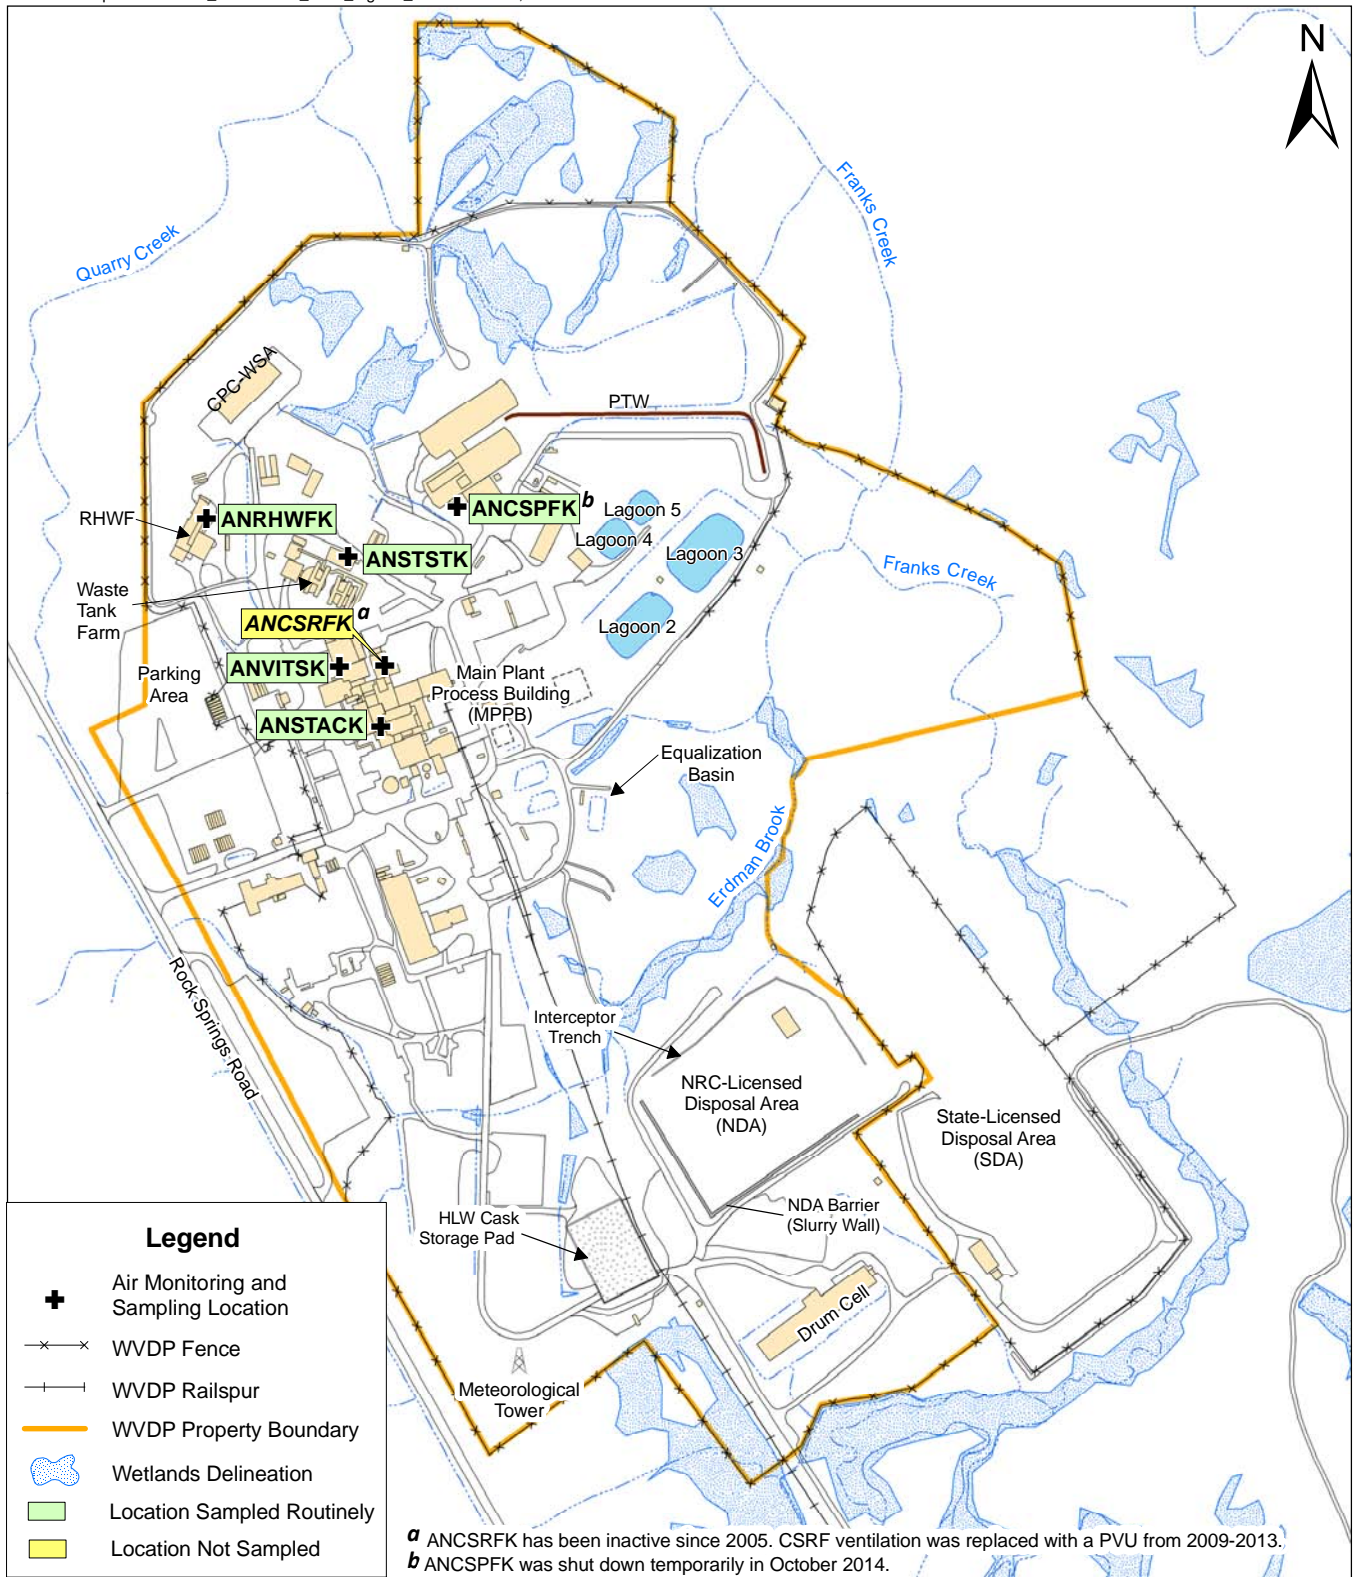 N
Franks Creek
Quarry Creek
CPC-WSA
PTW
ANCSPFK b
Lagoon 5
RHWF
ANRHWFK
Lagoon 4
Lagoon 3
ANSTSTK
Franks Creek
Waste
Tank
Farm
ANCSRFK a
Lagoon 2
ANVITSK
Parking
Area
Main Plant
Process Building
(MPPB)
ANSTACK
Equalization
Basin
Erdman Brook
Rock Springs Road
Interceptor
Trench
NRC-Licensed
Disposal Area
(NDA)
State-Licensed
Disposal Area
(SDA)
NDA Barrier
(Slurry Wall)
HLW Cask
Storage Pad
Drum Cell
Meteorological
Tower
Legend
Air Monitoring and
Sampling Location
WVDP Fence
WVDP Railspur
WVDP Property Boundary
Wetlands Delineation
Location Sampled Routinely
Location Not Sampled
a ANCSRFK has been inactive since 2005. CSRF ventilation was replaced with a PVU from 2009-2013.
b ANCSPFK was shut down temporarily in October 2014.